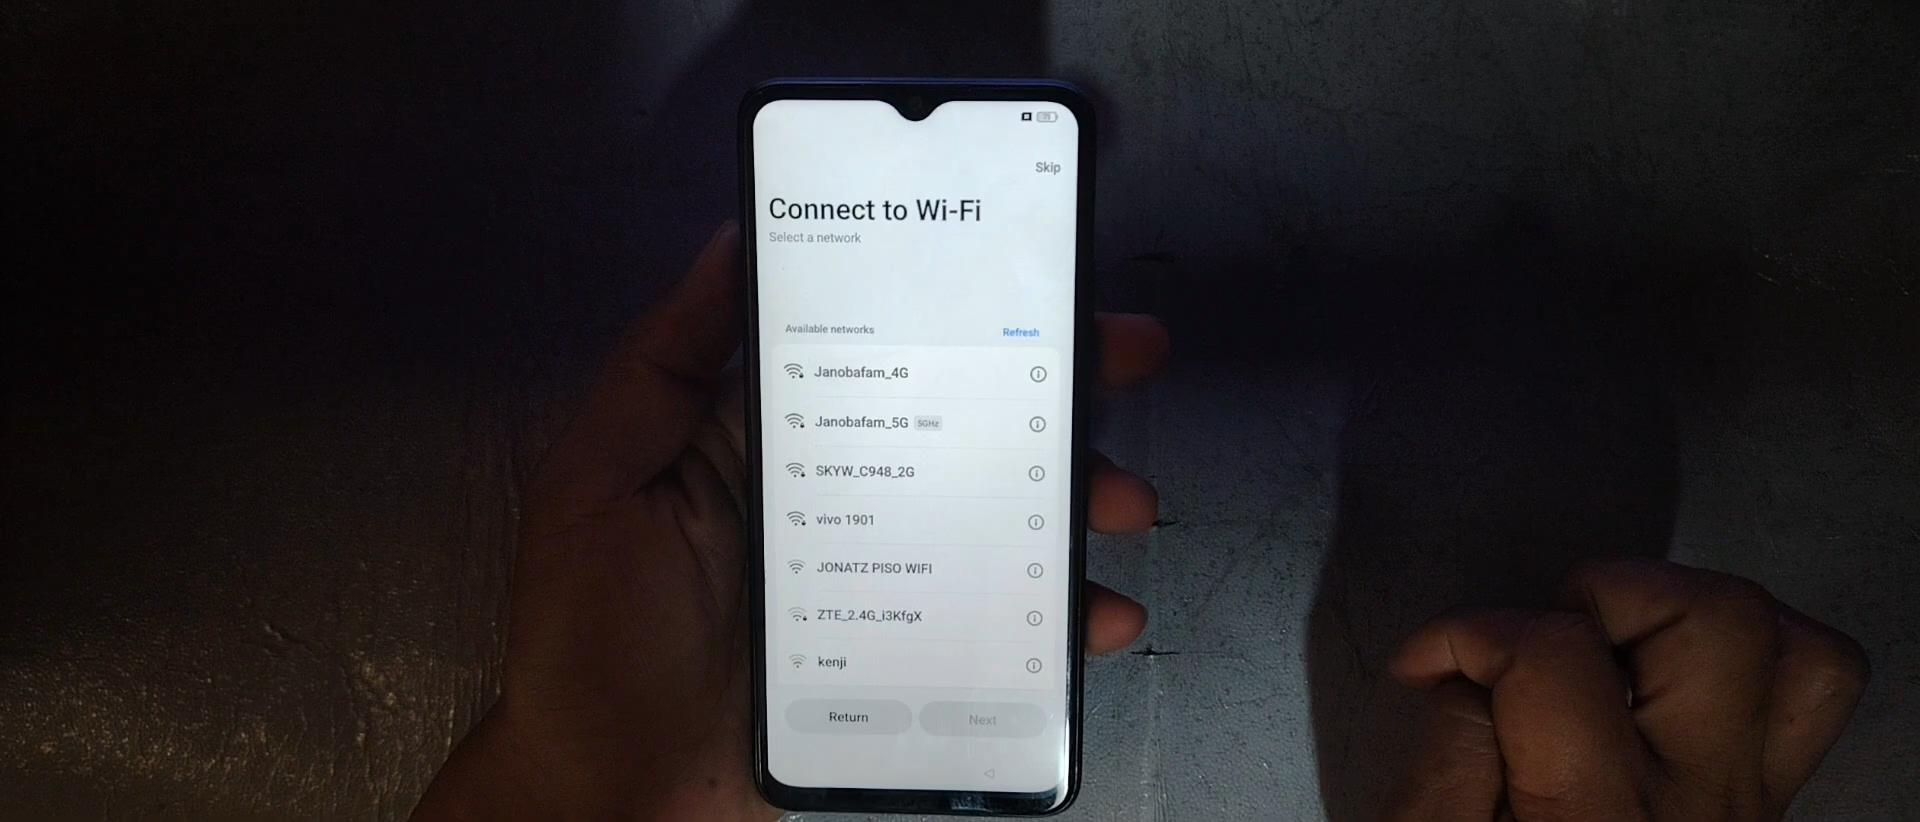 Skip
Connect to Wi-Fi
Select a network
Available networks
Refresh
Janobafam_4G
Janobafam_5G 5GHz
SKYW_C948_2G
vivo 1901
JONATZ PISO WIFI
ZTE_2.4G_i3KfgX
kenji
Return
Next